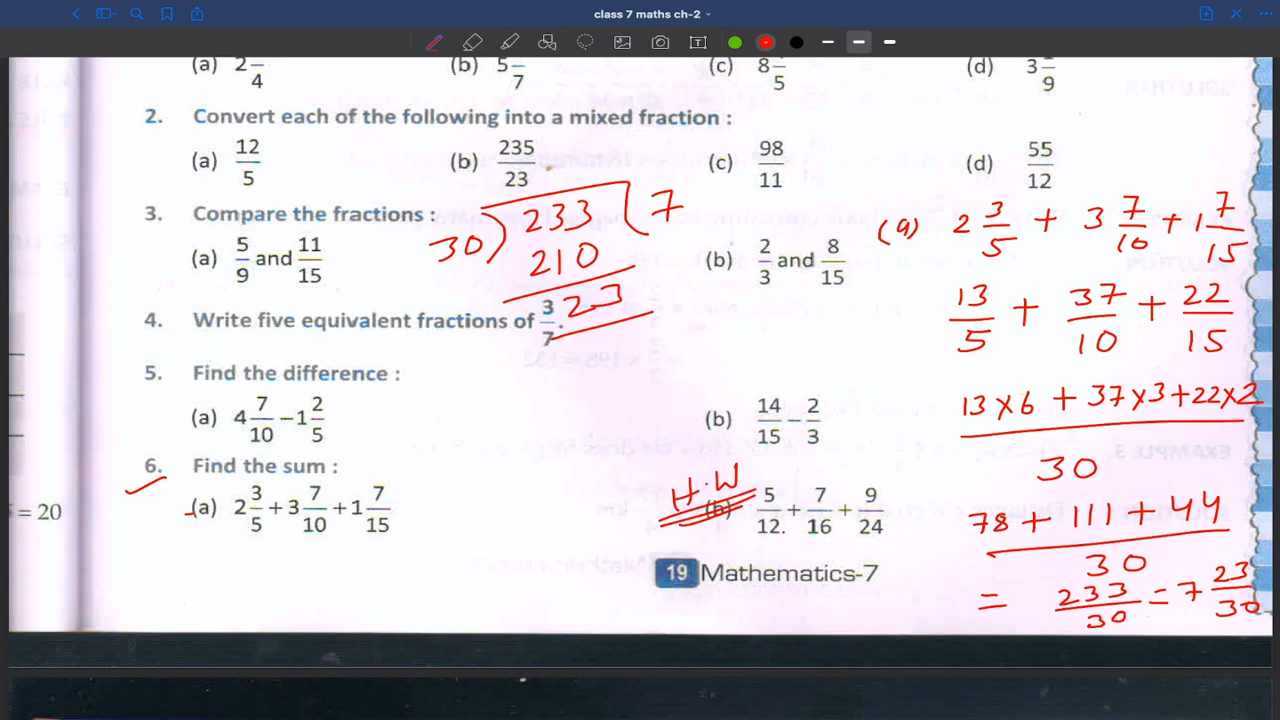 class 7 maths ch-2
(a) 2 /4 (b) 5 /7 (c) 8 /5 (d) 3 /9
2. Convert each of the following into a mixed fraction :
(a) 12/5 (b) 235/23 (c) 98/11 (d) 55/12
3. Compare the fractions :
(a) 5/9 and 11/15 (b) 2/3 and 8/15
4. Write five equivalent fractions of 3/7.
5. Find the difference :
(a) 4 7/10 − 1 2/5 (b) 14/15 − 2/3
6. Find the sum :
(a) 2 3/5 + 3 7/10 + 1 7/15 (b) 5/12. + 7/16 + 9/24
19 Mathematics-7
= 20
30) 233 (7
210
23
H.W
(a) 2 3/5 + 3 7/10 + 1 7/15
13/5 + 37/10 + 22/15
13×6 + 37×3+22×2
30
78 + 111 + 44
30
= 233/30 = 7 23/30